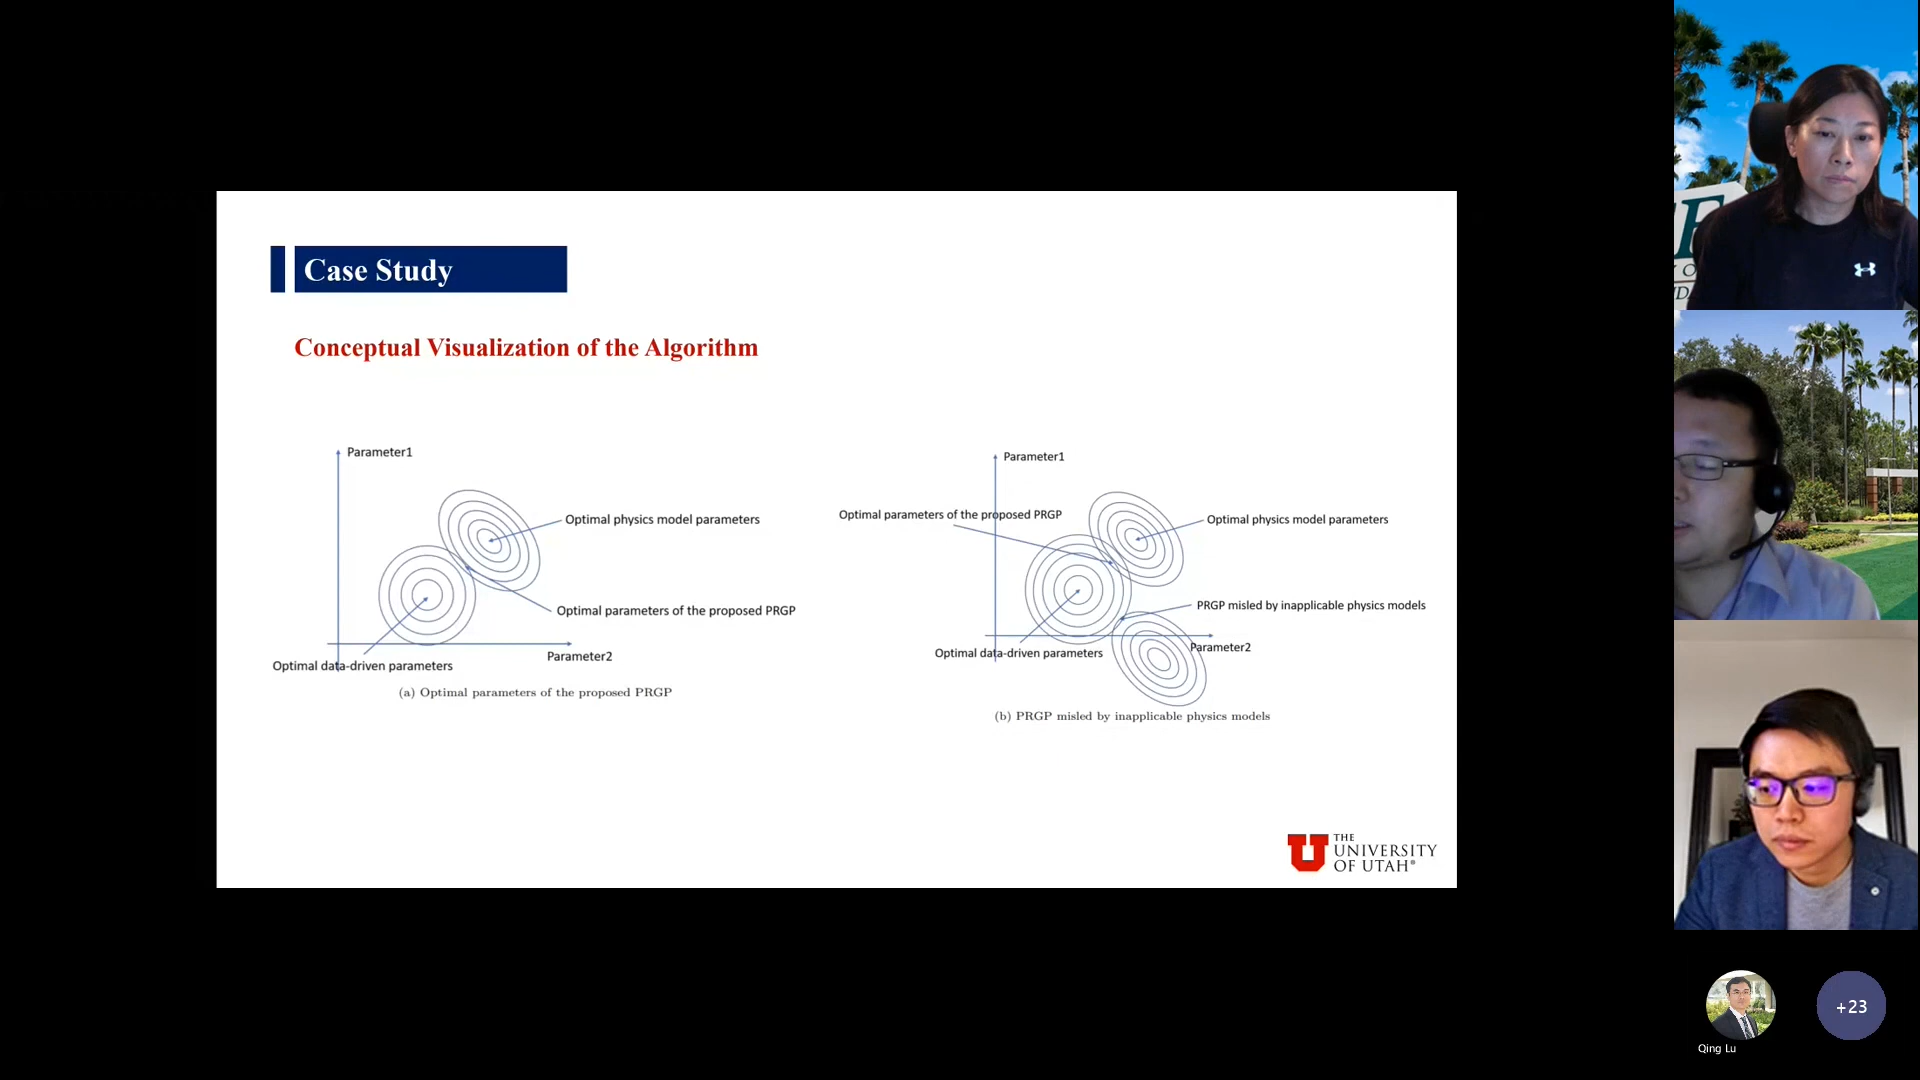 Case Study
Conceptual Visualization of the Algorithm
Parameter1
Optimal physics model parameters
Optimal parameters of the proposed PRGP
Parameter2
Optimal data-driven parameters
(a) Optimal parameters of the proposed PRGP
Parameter1
Optimal parameters of the proposed PRGP
Optimal physics model parameters
PRGP misled by inapplicable physics models
Parameter2
Optimal data-driven parameters
(b) PRGP misled by inapplicable physics models
THE
UNIVERSITY
OF UTAH®
+23
Qing Lu